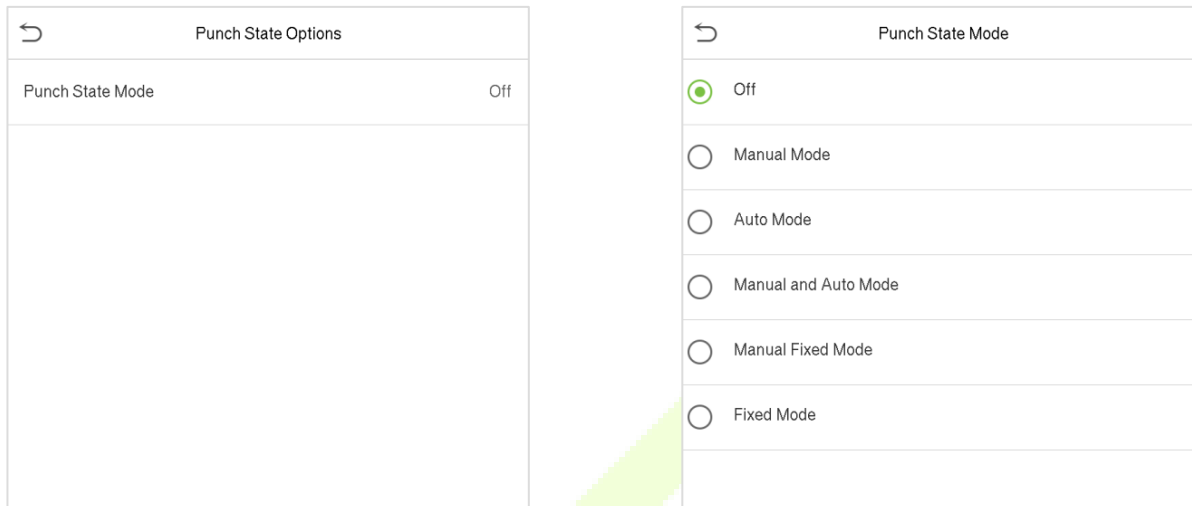 Punch State Options
Punch State Mode Off
Punch State Mode
Off
Manual Mode
Auto Mode
Manual and Auto Mode
Manual Fixed Mode
Fixed Mode